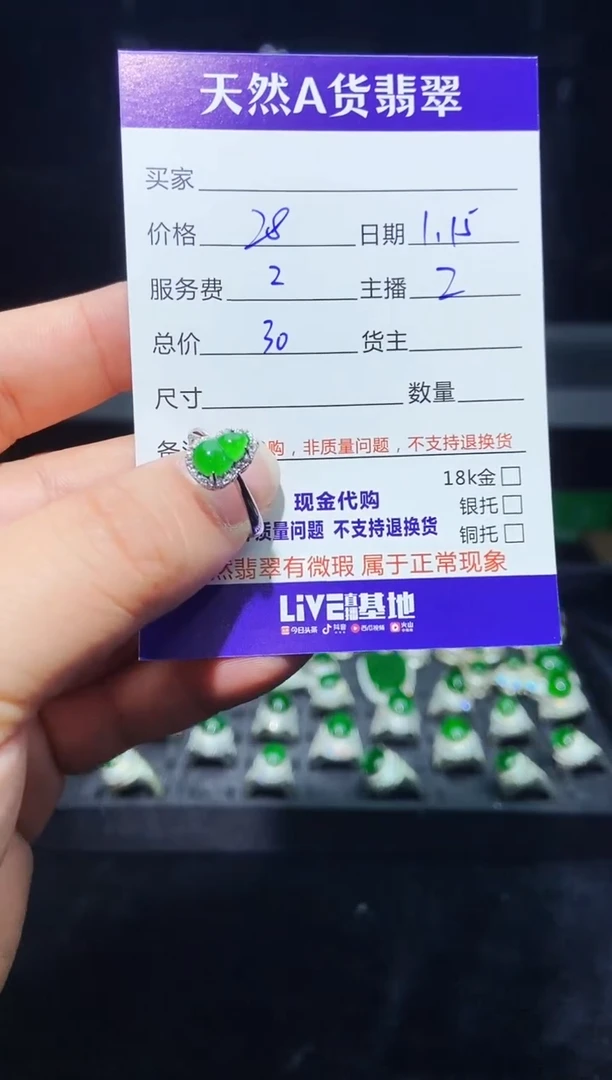 天然A货翡翠
买家
价格 28 日期 1.15
服务费 2 主播 2
总价 30 货主
尺寸 数量
购，非质量问题，不支持退换货
18k金
现金代购 银托
质量问题 不支持退换货 铜托
然翡翠有微瑕 属于正常现象
LiVE直播基地
今日头条 抖音 西瓜视频 火山